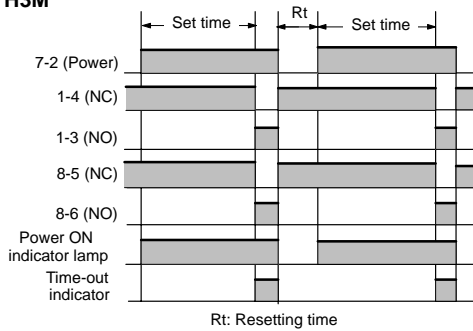 H3M
Set time Rt Set time
7-2 (Power)
1-4 (NC)
1-3 (NO)
8-5 (NC)
8-6 (NO)
Power ON
indicator lamp
Time-out
indicator
Rt: Resetting time